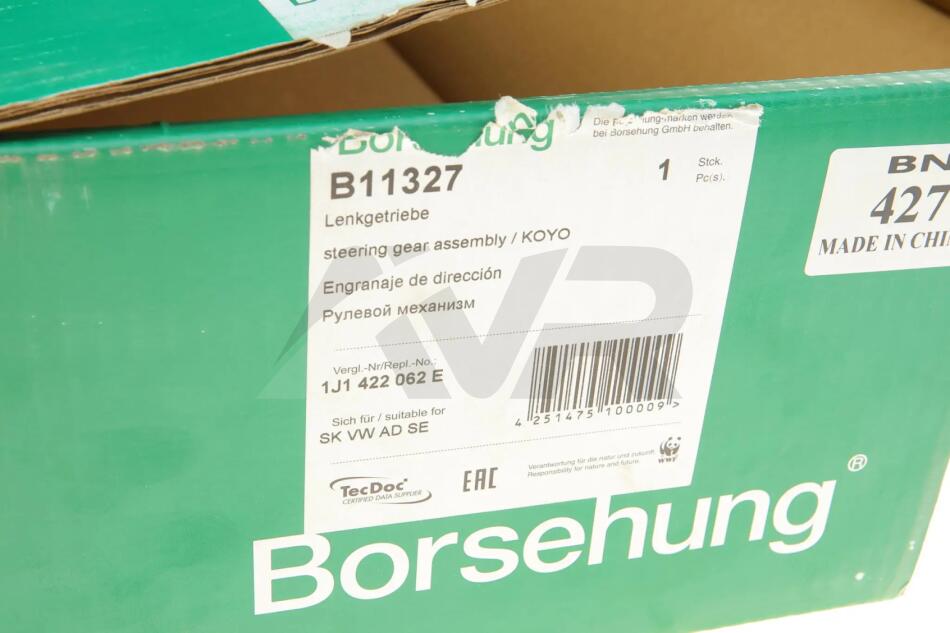 Borsehung
Die
werden
bei Borsehung GmbH behalten.
B11327
1 Stck.
Pc(s).
Lenkgetriebe
steering gear assembly / KOYO
Engranaje de dirección
Рулевой механизм
Vergl.-Nr/Repl.-No.:
1J1 422 062 E
Sich für / suitable for
SK VW AD SE
4 251475 100009 >
Verantwortung für die natur und zukunft.
Responsibility for nature and future.
WWF
TecDoc
CERTIFIED DATA SUPPLIER
EAC
Borsehung®
BN
427
MADE IN CHIN
AVR